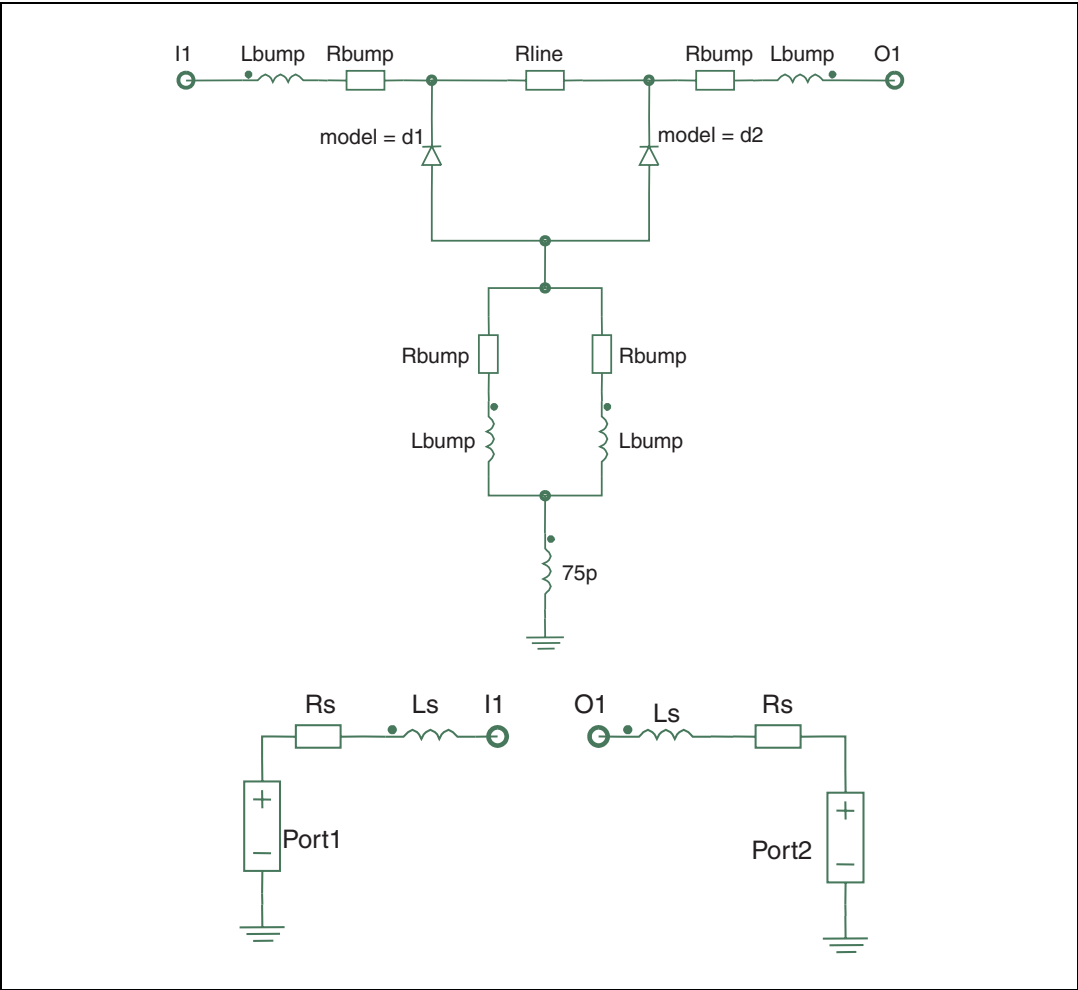 I1 Lbump Rbump Rline Rbump Lbump O1
model = d1 model = d2
Rbump Rbump
Lbump Lbump
75p
Rs Ls I1 O1 Ls Rs
+ +
Port1 Port2
− −